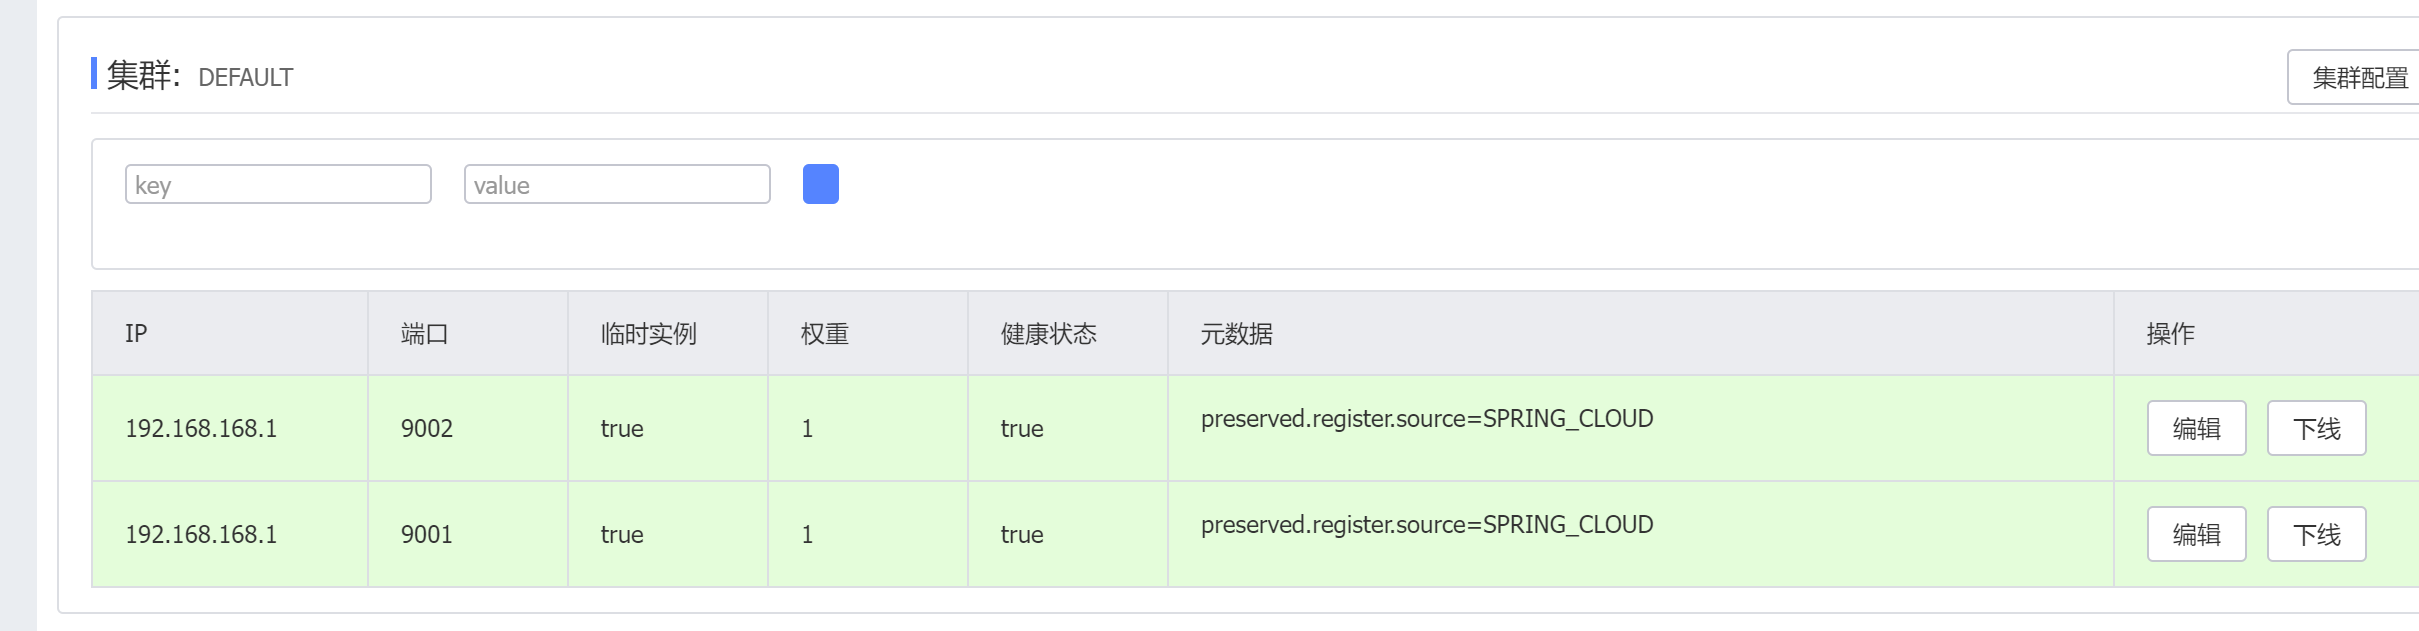 集群: DEFAULT 集群配置
key value
IP 端口 临时实例 权重 健康状态 元数据 操作
192.168.168.1 9002 true 1 true preserved.register.source=SPRING_CLOUD 编辑 下线
192.168.168.1 9001 true 1 true preserved.register.source=SPRING_CLOUD 编辑 下线